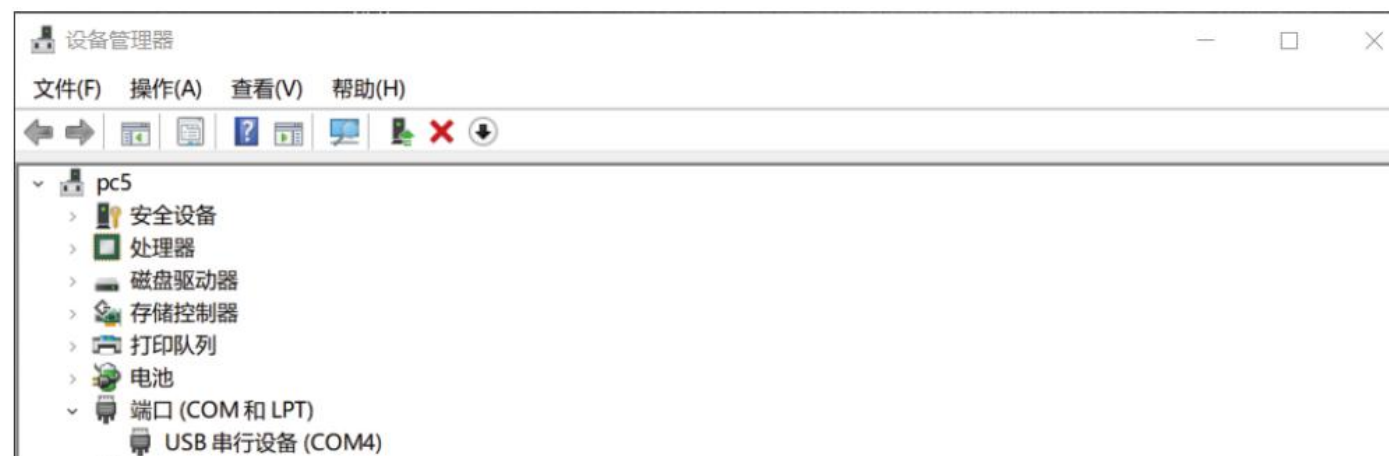 设备管理器
文件(F) 操作(A) 查看(V) 帮助(H)
pc5
安全设备
处理器
磁盘驱动器
存储控制器
打印队列
电池
端口 (COM 和 LPT)
USB 串行设备 (COM4)